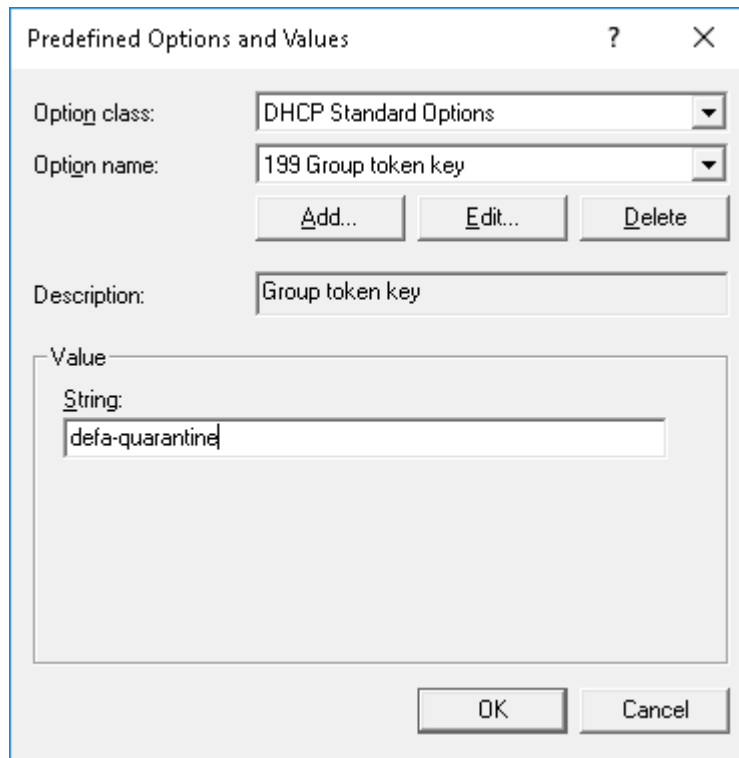 Predefined Options and Values
? X
Option class: DHCP Standard Options
Option name: 199 Group token key
Add... Edit... Delete
Description: Group token key
Value
String:
defa-quarantine
OK Cancel